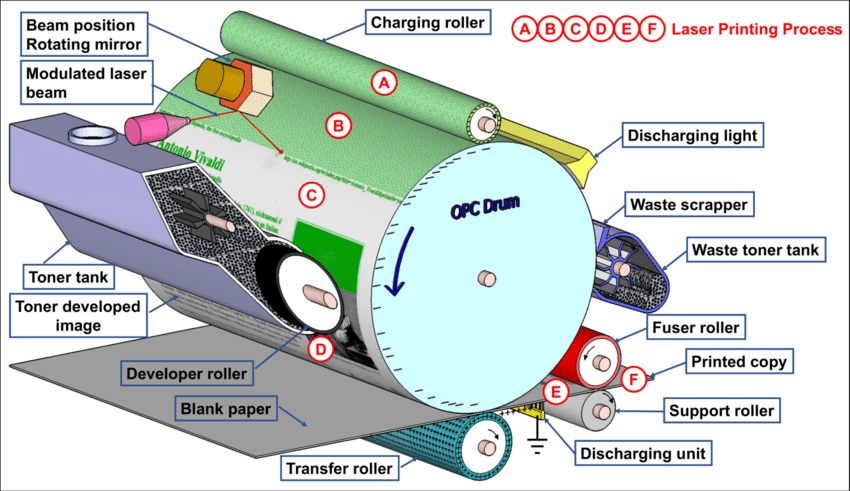 Beam position
Rotating mirror
Charging roller
A B C D E F Laser Printing Process
Modulated laser
beam
A
B
Discharging light
Antonio Vivaldi
C
OPC Drum
Waste scrapper
Waste toner tank
Toner tank
Toner developed
image
Fuser roller
D
Printed copy
Developer roller
F
E
Blank paper
Support roller
Discharging unit
Transfer roller